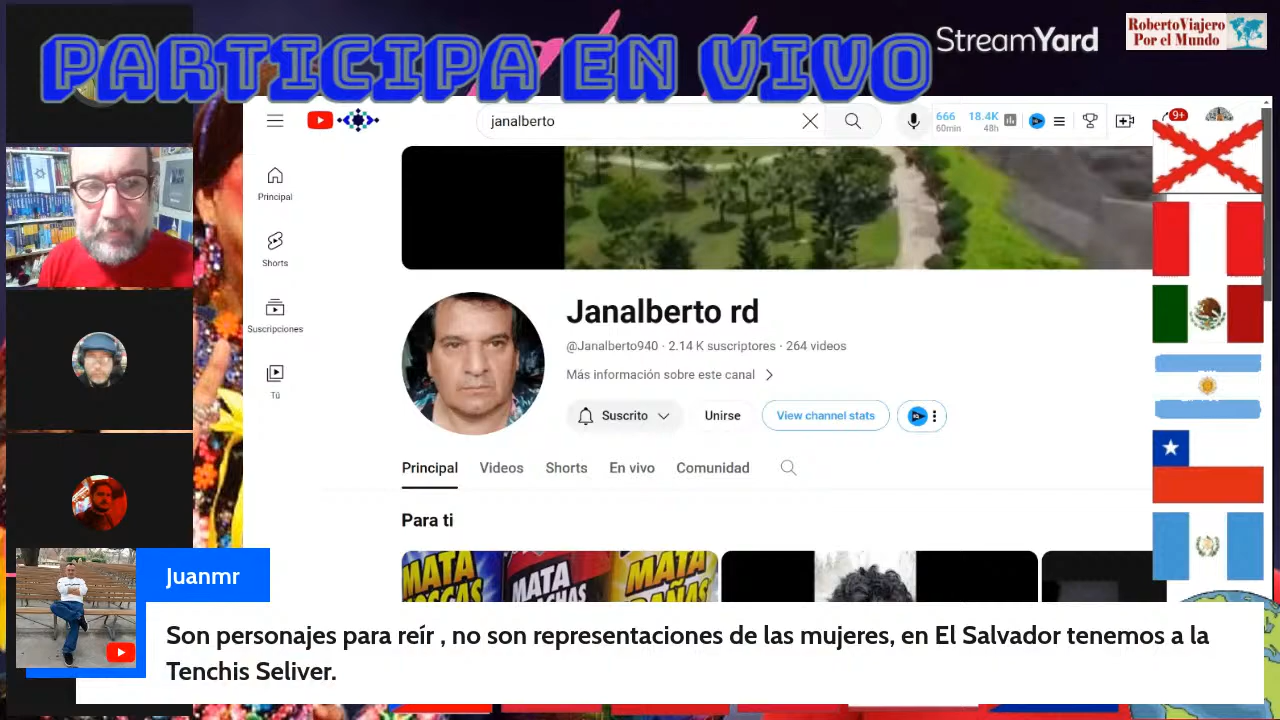 PARTICIPA EN VIVO
StreamYard
RobertoViajero
Por el Mundo
janalberto
666
60min
18.4K
48h
9+
Principal
Shorts
Suscripciones
Tú
Janalberto rd
@Janalberto940 · 2.14 K suscriptores · 264 videos
Más información sobre este canal
Suscrito
Unirse
View channel stats
Principal
Videos
Shorts
En vivo
Comunidad
Para ti
MATA
MATA
MATA
Juanmr
Son personajes para reír , no son representaciones de las mujeres, en El Salvador tenemos a la
Tenchis Seliver.